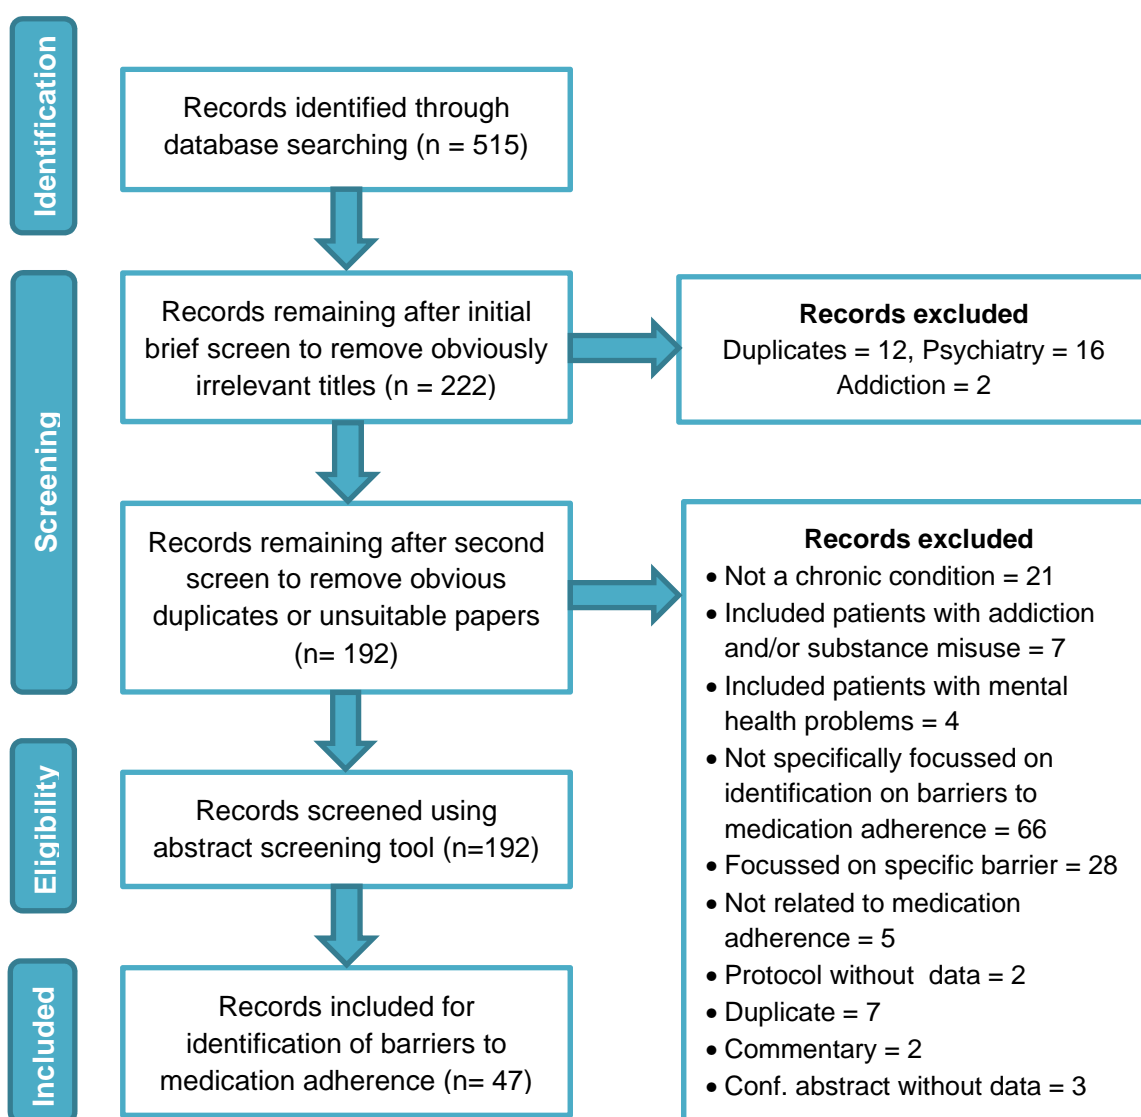 Identification
Records identified through
database searching (n = 515)
Screening
Records remaining after initial
brief screen to remove obviously
irrelevant titles (n = 222)
Records excluded
Duplicates = 12, Psychiatry = 16
Addiction = 2
Records remaining after second
screen to remove obvious
duplicates or unsuitable papers
(n= 192)
Records excluded
• Not a chronic condition = 21
• Included patients with addiction
and/or substance misuse = 7
• Included patients with mental
health problems = 4
• Not specifically focussed on
identification on barriers to
medication adherence = 66
• Focussed on specific barrier = 28
• Not related to medication
adherence = 5
• Protocol without  data = 2
• Duplicate = 7
• Commentary = 2
• Conf. abstract without data = 3
Eligibility
Records screened using
abstract screening tool (n=192)
Included
Records included for
identification of barriers to
medication adherence (n= 47)